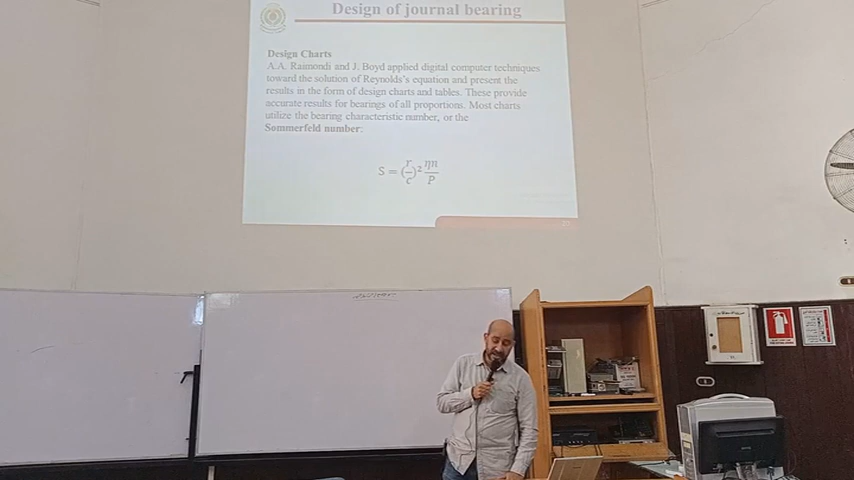 Design of journal bearing
Design Charts
A.A. Raimondi and J. Boyd applied digital computer techniques
toward the solution of Reynolds's equation and present the
results in the form of design charts and tables. These provide
accurate results for bearings of all proportions. Most charts
utilize the bearing characteristic number, or the
Sommerfeld number:
S = (r/c)² ηn/P